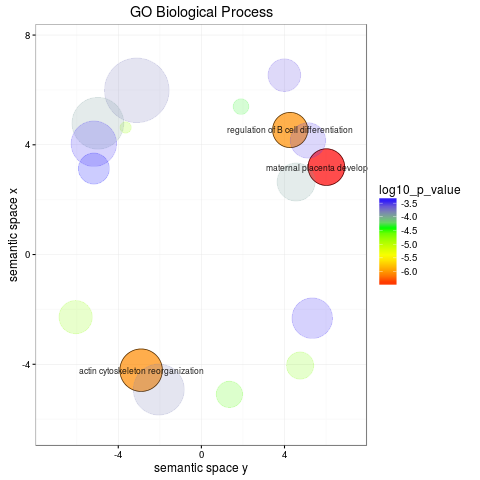 GO Biological Process
8
4
0
-4
-4
0
4
semantic space x
semantic space y
regulation of B cell differentiation
maternal placenta develop
actin cytoskeleton reorganization
log10_p_value
-3.5
-4.0
-4.5
-5.0
-5.5
-6.0